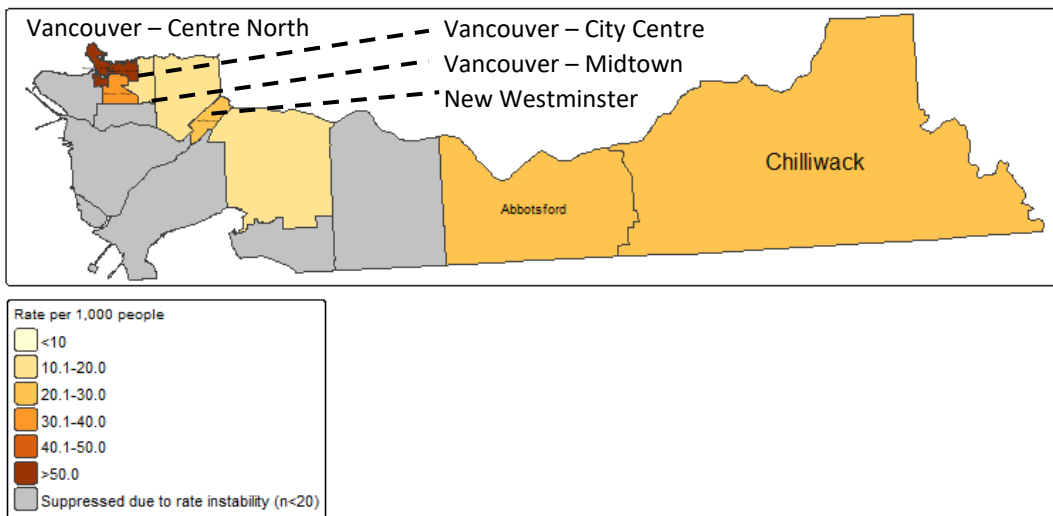 Vancouver – Centre North
Vancouver – City Centre
Vancouver – Midtown
New Westminster
Chilliwack
Abbotsford
Rate per 1,000 people
<10
10.1-20.0
20.1-30.0
30.1-40.0
40.1-50.0
>50.0
Suppressed due to rate instability (n<20)